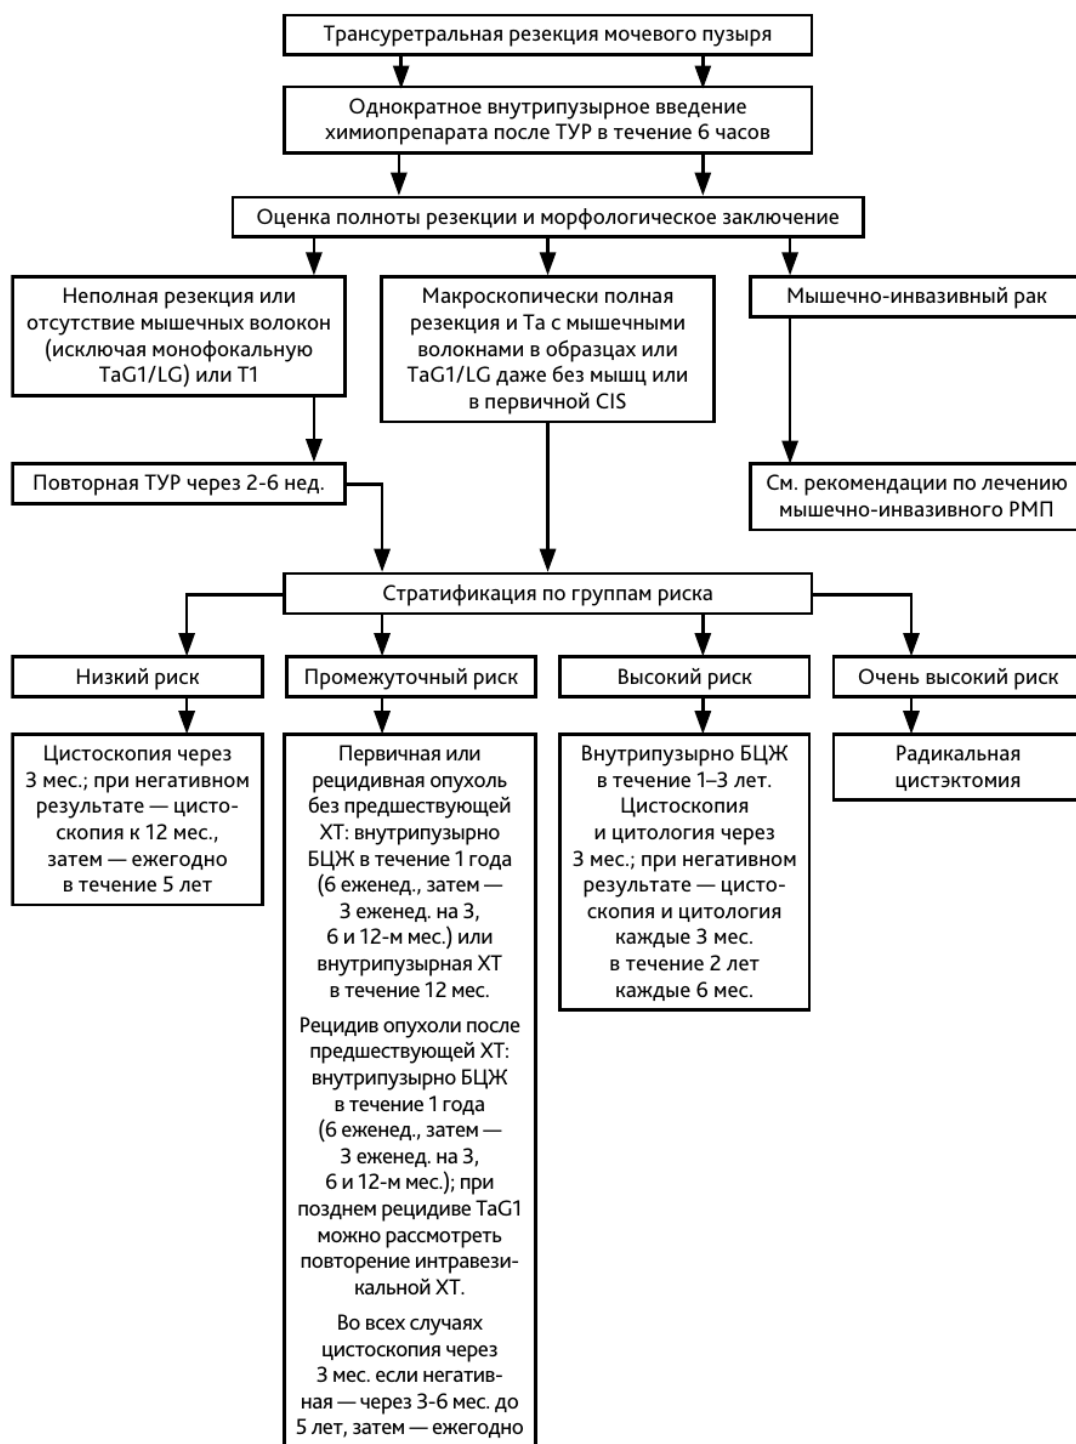 Трансуретральная резекция мочевого пузыря
Однократное внутрипузырное введение
химиопрепарата после ТУР в течение 6 часов
Оценка полноты резекции и морфологическое заключение
Неполная резекция или
отсутствие мышечных волокон
(исключая монофокальную
TaG1/LG) или T1
Макроскопически полная
резекция и Ta с мышечными
волокнами в образцах или
TaG1/LG даже без мышц или
в первичной CIS
Мышечно-инвазивный рак
Повторная ТУР через 2-6 нед.
См. рекомендации по лечению
мышечно-инвазивного РМП
Стратификация по группам риска
Низкий риск
Промежуточный риск
Высокий риск
Очень высокий риск
Цистоскопия через
3 мес.; при негативном
результате — цисто-
скопия к 12 мес.,
затем — ежегодно
в течение 5 лет
Первичная или
рецидивная опухоль
без предшествующей
ХТ: внутрипузырно
БЦЖ в течение 1 года
(6 еженед., затем —
3 еженед. на 3,
6 и 12-м мес.) или
внутрипузырная ХТ
в течение 12 мес.
Рецидив опухоли после
предшествующей ХТ:
внутрипузырно БЦЖ
в течение 1 года
(6 еженед., затем —
3 еженед. на 3,
6 и 12-м мес.); при
позднем рецидиве TaG1
можно рассмотреть
повторение интравези-
кальной ХТ.
Во всех случаях
цистоскопия через
3 мес. если негатив-
ная — через 3-6 мес. до
5 лет, затем — ежегодно
Внутрипузырно БЦЖ
в течение 1–3 лет.
Цистоскопия
и цитология через
3 мес.; при негативном
результате — цисто-
скопия и цитология
каждые 3 мес.
в течение 2 лет
каждые 6 мес.
Радикальная
цистэктомия